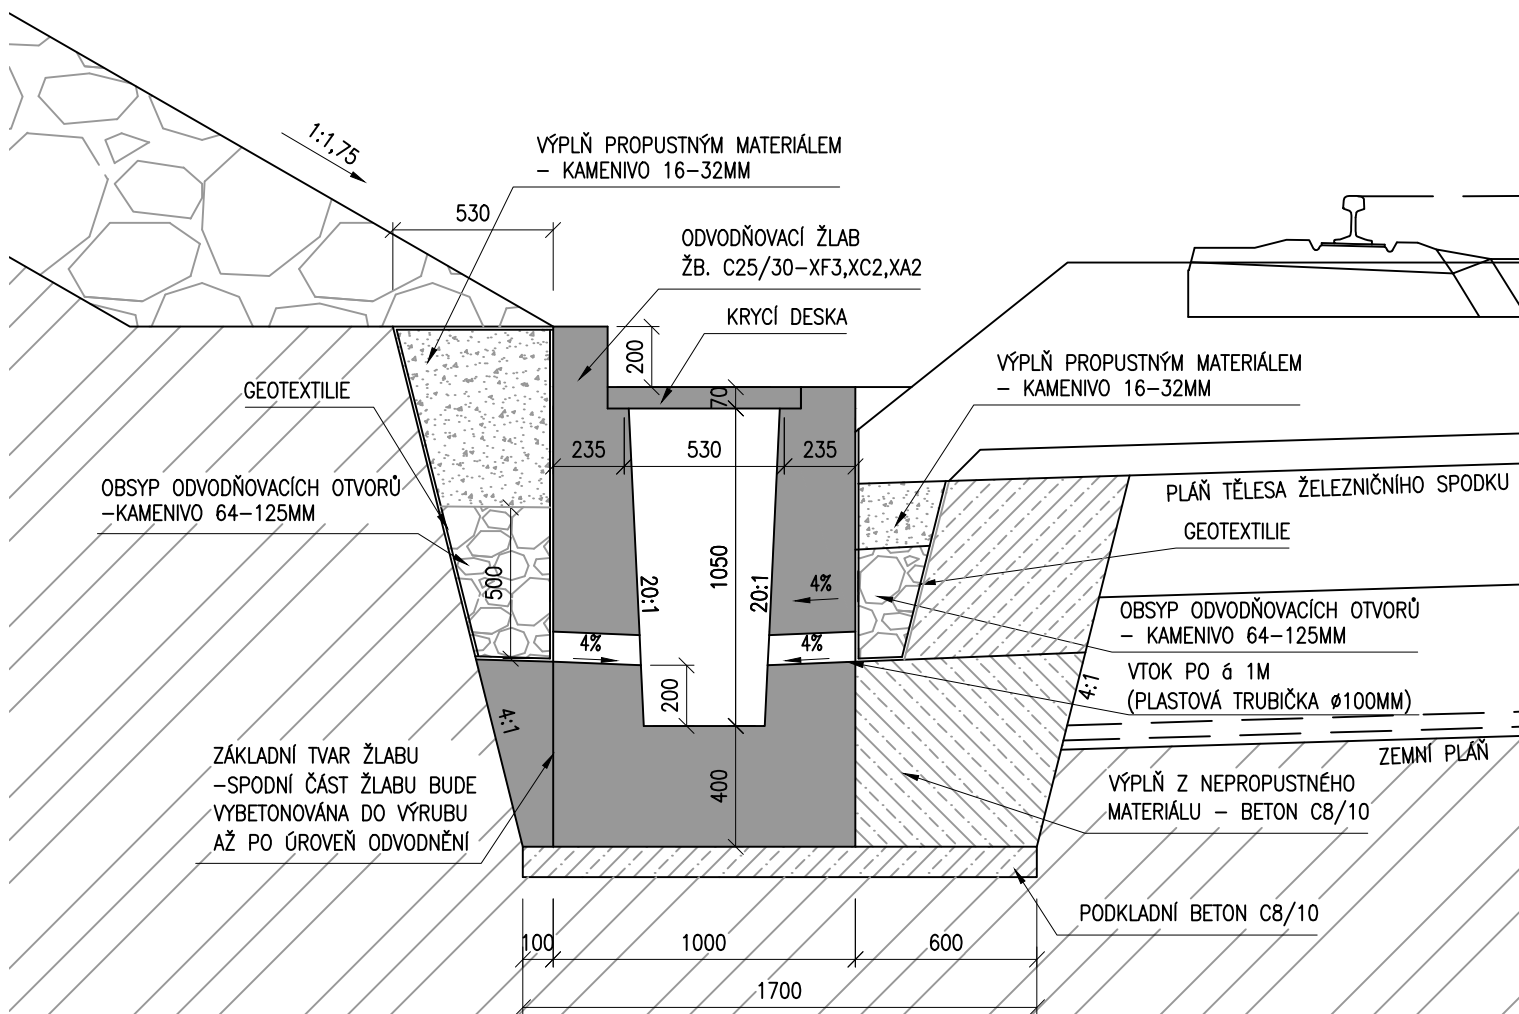 1:1,75
VÝPLŇ PROPUSTNÝM MATERIÁLEM
- KAMENIVO 16-32MM
530
ODVODŇOVACÍ ŽLAB
ŽB. C25/30-XF3,XC2,XA2
KRYCÍ DESKA
200
VÝPLŇ PROPUSTNÝM MATERIÁLEM
- KAMENIVO 16-32MM
GEOTEXTILIE
70
235
530
235
OBSYP ODVODŇOVACÍCH OTVORŮ
-KAMENIVO 64-125MM
PLÁŇ TĚLESA ŽELEZNIČNÍHO SPODKU
GEOTEXTILIE
500
20:1
1050
20:1
4%
OBSYP ODVODŇOVACÍCH OTVORŮ
- KAMENIVO 64-125MM
4%
4%
VTOK PO á 1M
(PLASTOVÁ TRUBIČKA ø100MM)
200
4:1
4:1
ZÁKLADNÍ TVAR ŽLABU
-SPODNÍ ČÁST ŽLABU BUDE
VYBETONOVÁNA DO VÝRUBU
AŽ PO ÚROVEŇ ODVODNĚNÍ
400
ZEMNÍ PLÁŇ
VÝPLŇ Z NEPROPUSTNÉHO
MATERIÁLU - BETON C8/10
PODKLADNÍ BETON C8/10
100
1000
600
1700